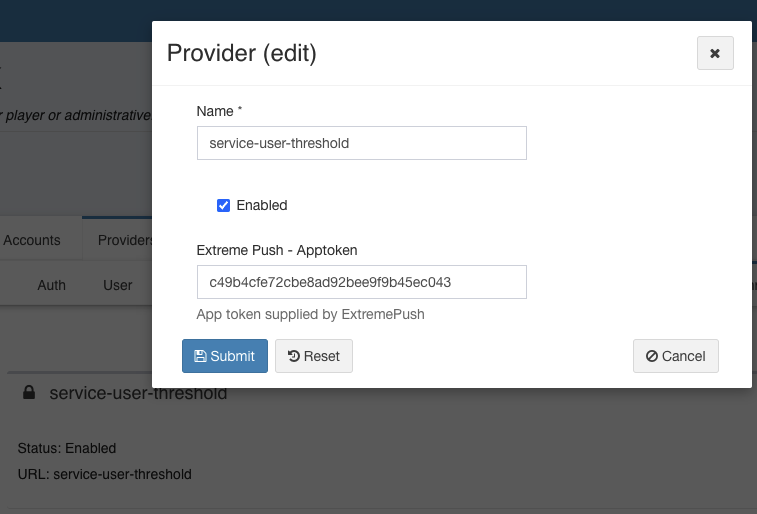 Provider (edit)
Name *
service-user-threshold
Enabled
Extreme Push - Apptoken
c49b4cfe72cbe8ad92bee9f9b45ec043
App token supplied by ExtremePush
Submit
Reset
Cancel
player or administrative
Accounts
Providers
Auth
User
service-user-threshold
Status: Enabled
URL: service-user-threshold